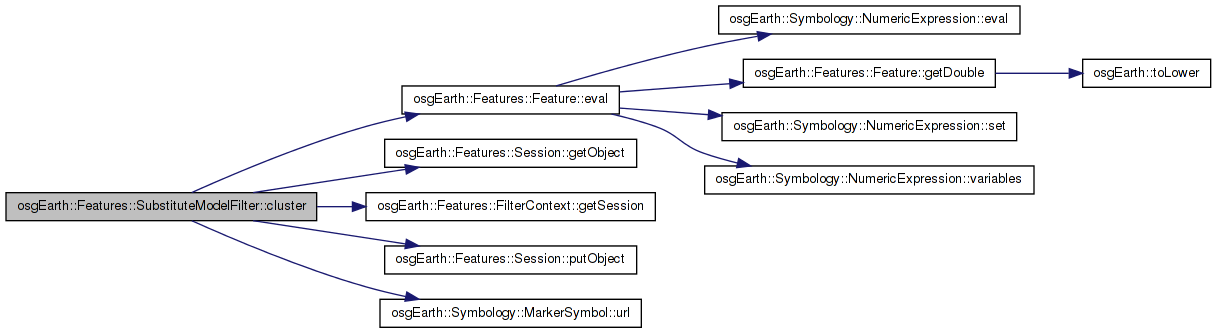 osgEarth::Symbology::NumericExpression::eval
osgEarth::Features::Feature::getDouble
osgEarth::toLower
osgEarth::Features::Feature::eval
osgEarth::Symbology::NumericExpression::set
osgEarth::Features::Session::getObject
osgEarth::Symbology::NumericExpression::variables
osgEarth::Features::SubstituteModelFilter::cluster
osgEarth::Features::FilterContext::getSession
osgEarth::Features::Session::putObject
osgEarth::Symbology::MarkerSymbol::url